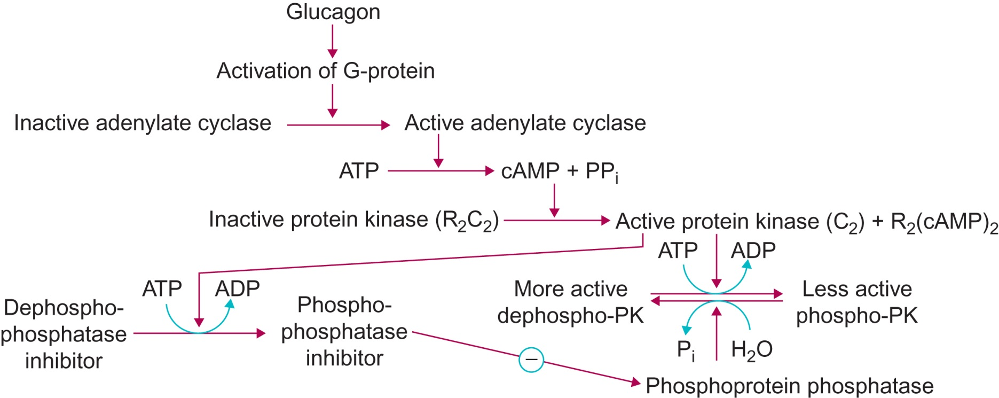 Glucagon
Activation of G-protein
Inactive adenylate cyclase
Active adenylate cyclase
ATP
cAMP + PPᵢ
Inactive protein kinase (R₂C₂)
Active protein kinase (C₂) + R₂(cAMP)₂
ATP
ADP
More active
dephospho-PK
Less active
phospho-PK
Pᵢ
H₂O
ATP
ADP
Dephospho-
phosphatase
inhibitor
Phospho-
phosphatase
inhibitor
−
Phosphoprotein phosphatase